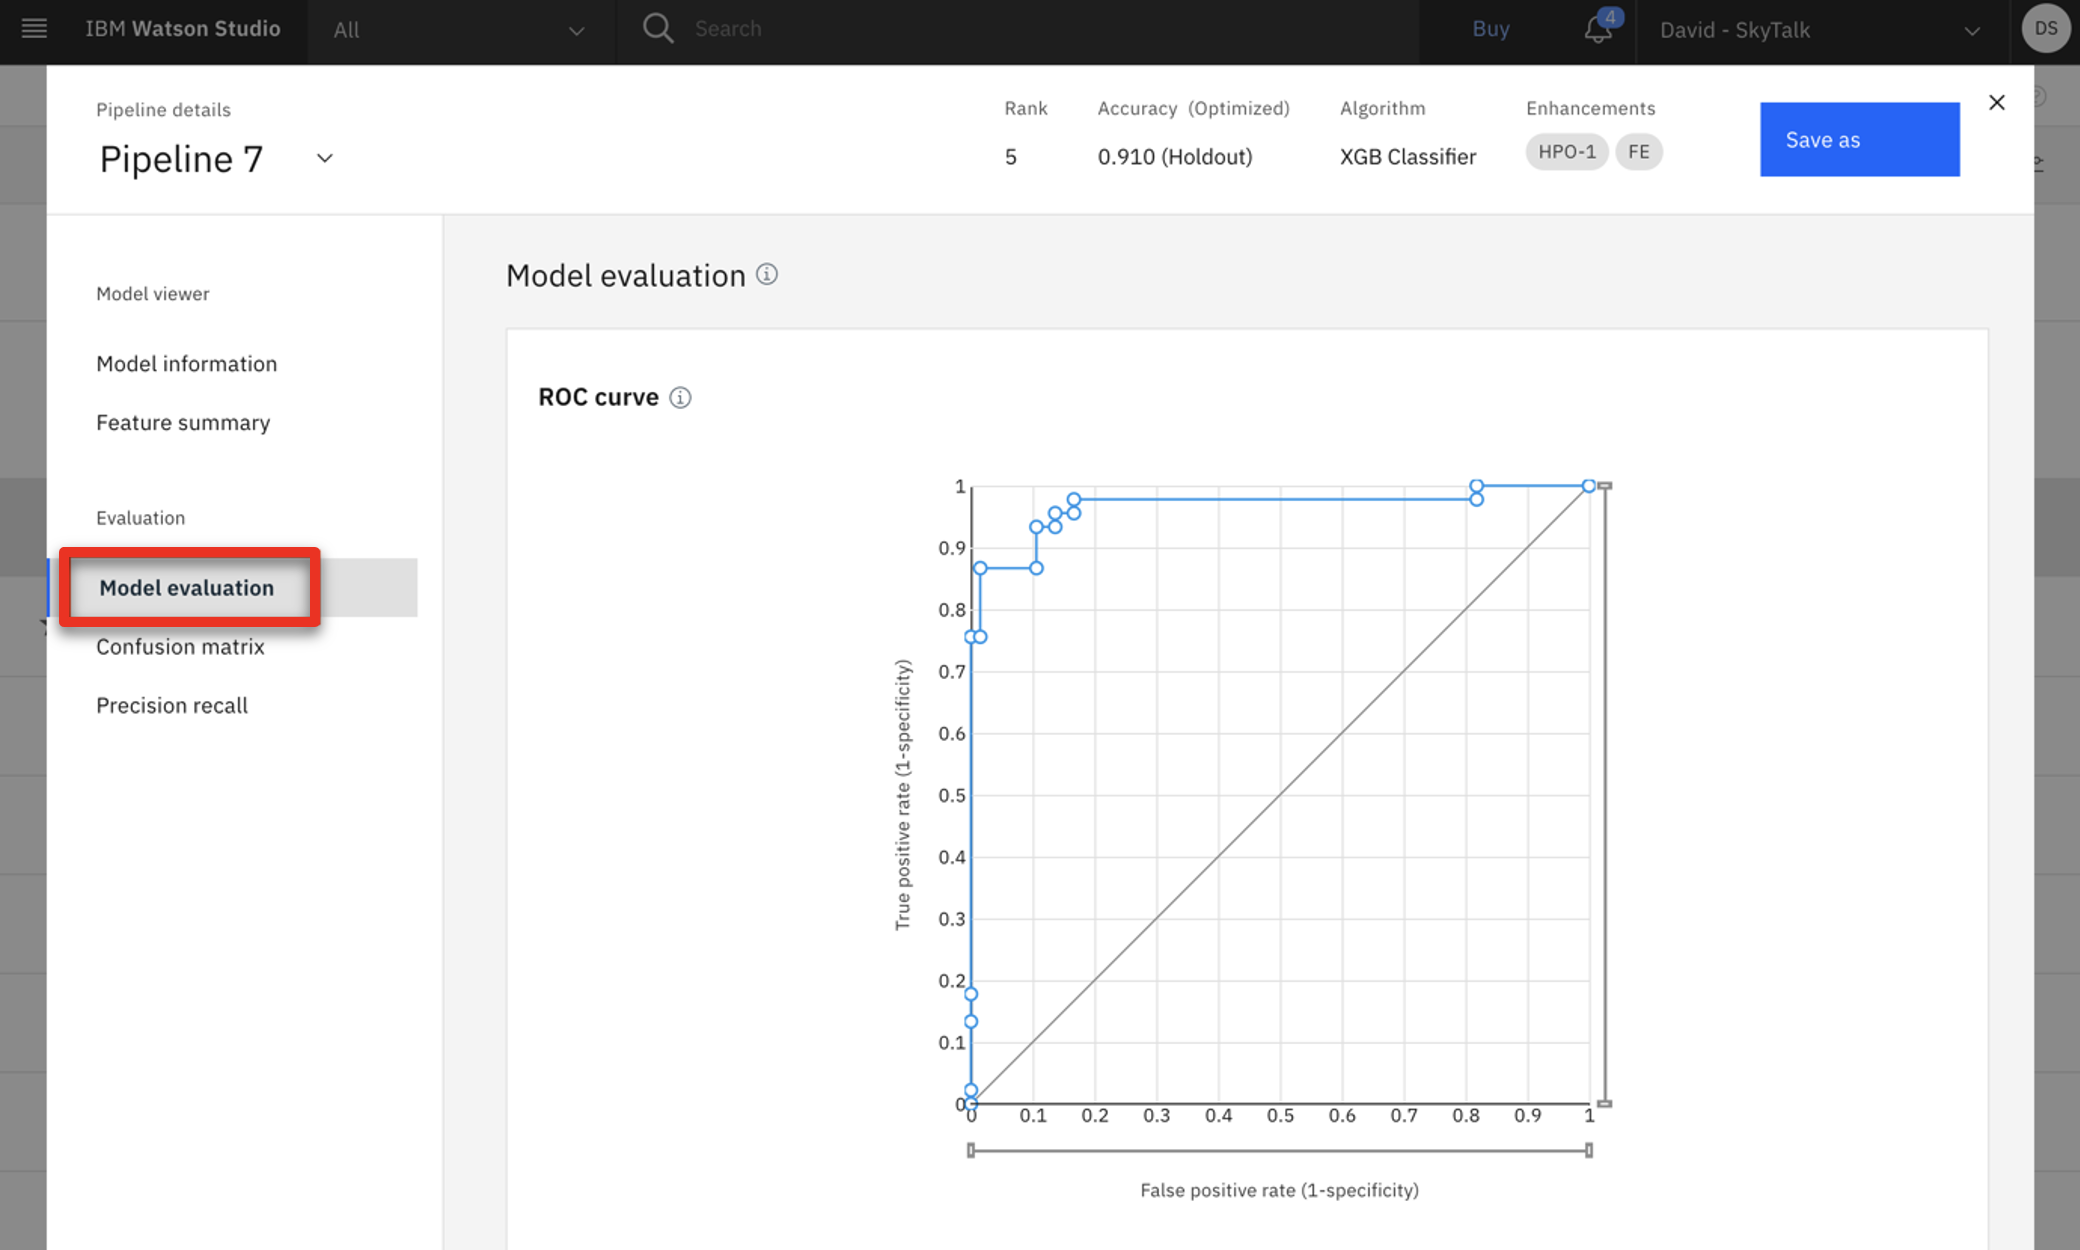 IBM Watson Studio
All
Search
Buy
4
David - SkyTalk
DS
Pipeline details
Pipeline 7
Rank
5
Accuracy (Optimized)
0.910 (Holdout)
Algorithm
XGB Classifier
Enhancements
HPO-1 FE
Save as
Model viewer
Model information
Feature summary
Evaluation
Model evaluation
Confusion matrix
Precision recall
Model evaluation
ROC curve
True positive rate (1-specificity)
1
0.9
0.8
0.7
0.6
0.5
0.4
0.3
0.2
0.1
0
0 0.1 0.2 0.3 0.4 0.5 0.6 0.7 0.8 0.9 1
False positive rate (1-specificity)